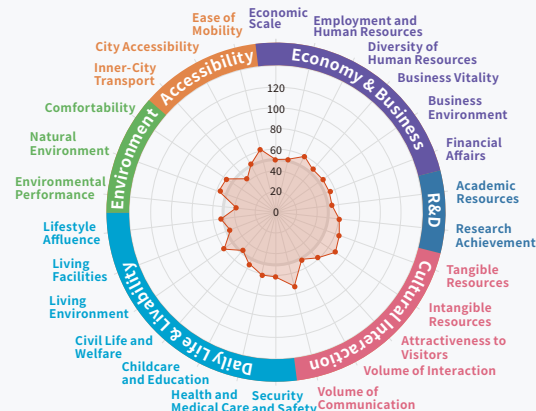 Economic
Scale
Ease of
Mobility
Employment and
Human Resources
City Accessibility
Diversity of
Human Resources
Inner-City
Transport
Business Vitality
Accessibility
Economy & Business
Comfortability
Business
Environment
Natural
Environment
Financial
Affairs
Environment
Environmental
Performance
Academic
Resources
R&D
120
100
80
60
40
20
0
Lifestyle
Affluence
Research
Achievement
Living
Facilities
Tangible
Resources
Living
Environment
Intangible
Resources
Daily Life & Livability
Cultural Interaction
Civil Life and
Welfare
Attractiveness to
Visitors
Childcare
and Education
Volume of Interaction
Health and
Medical Care
Security
and Safety
Volume of
Communication